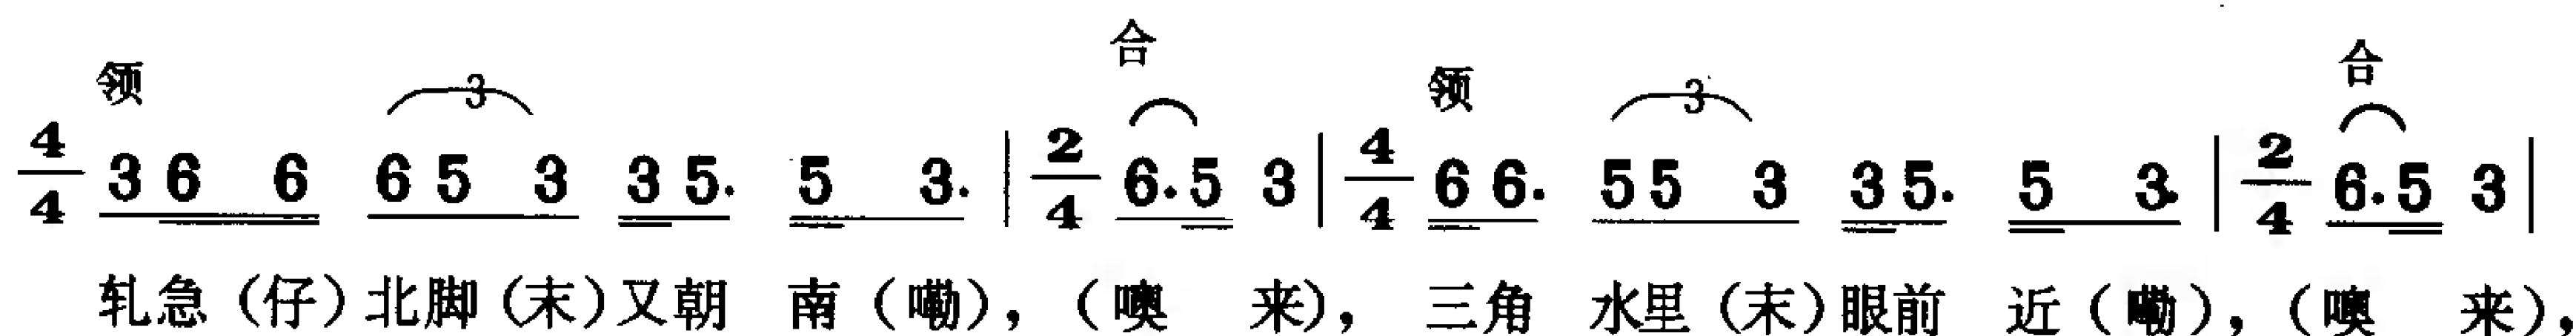 领 合 领 合
4/4 3 6 6 6 5 3 3 5. 5 3. | 2/4 6.5 3 | 4/4 6 6. 5 5 3 3 5. 5 3. | 2/4 6.5 3 |
轧急（仔）北脚（末）又朝 南（嘞），（噢 来）， 三角 水里（末）眼前 近（嘞），（噢 来），